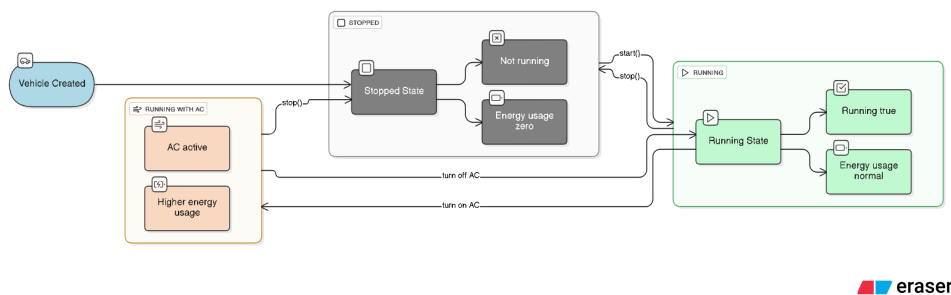 STOPPED
Not running
start()
stop()
RUNNING
Vehicle Created
Stopped State
RUNNING WITH AC
stop()
Energy usage
zero
Running true
AC active
Running State
turn off AC
Energy usage
normal
Higher energy
usage
turn on AC
eraser